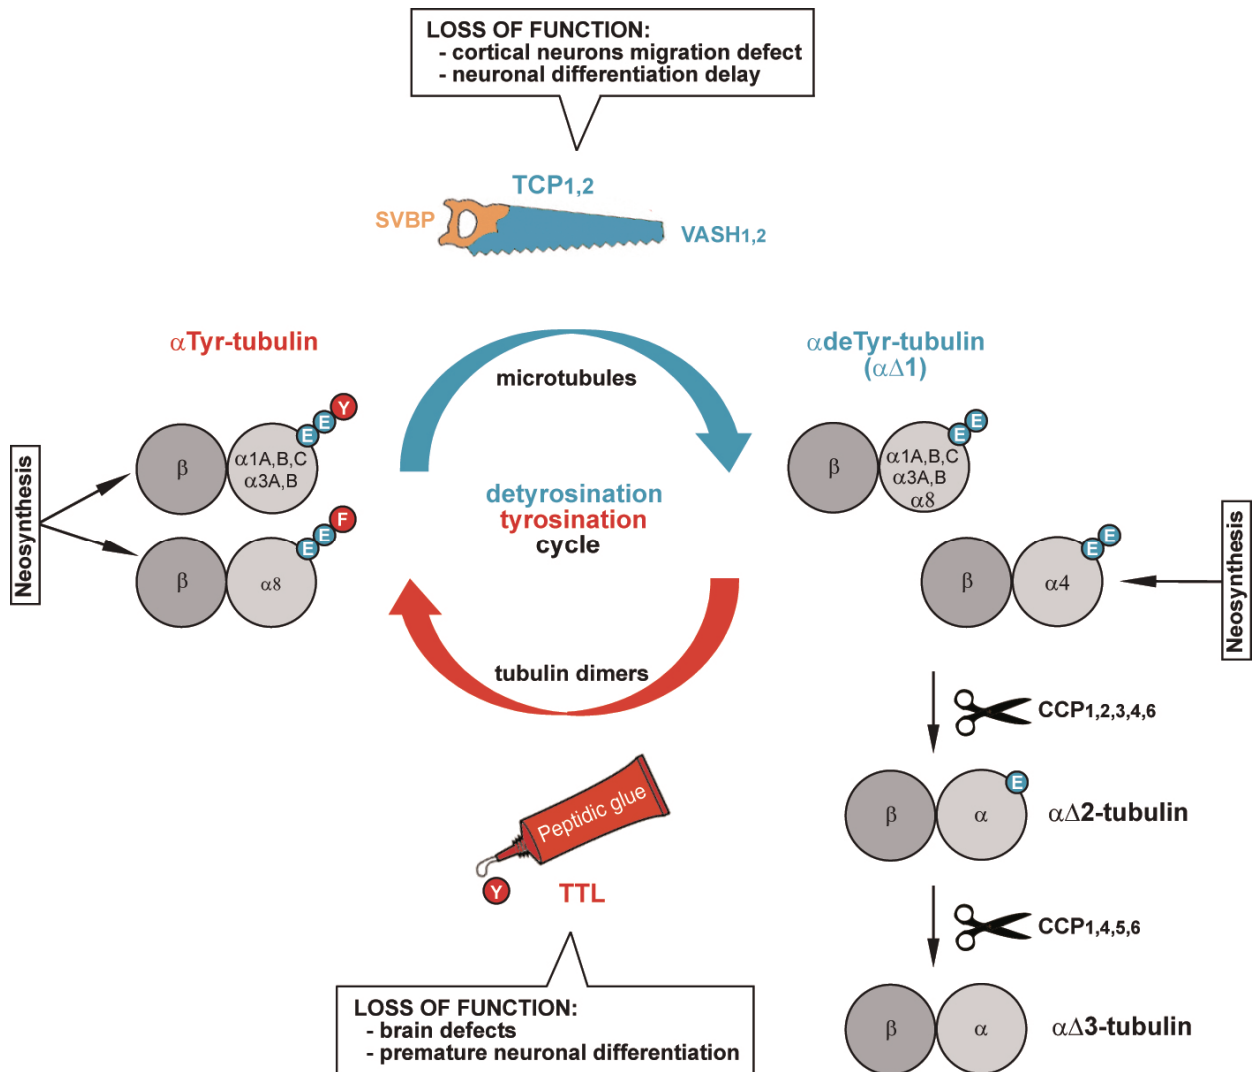 LOSS OF FUNCTION:
- cortical neurons migration defect
- neuronal differentiation delay
TCP1,2
SVBP
VASH1,2
αTyr-tubulin
αdeTyr-tubulin
(αΔ1)
microtubules
Neosynthesis
β
α1A,B,C
α3A,B
E
E
Y
β
α8
E
E
F
detyrosination
tyrosination
cycle
β
α1A,B,C
α3A,B
α8
E
E
β
α4
E
E
Neosynthesis
tubulin dimers
CCP1,2,3,4,6
β
α
E
αΔ2-tubulin
Peptidic glue
Y
TTL
CCP1,4,5,6
β
α
αΔ3-tubulin
LOSS OF FUNCTION:
- brain defects
- premature neuronal differentiation